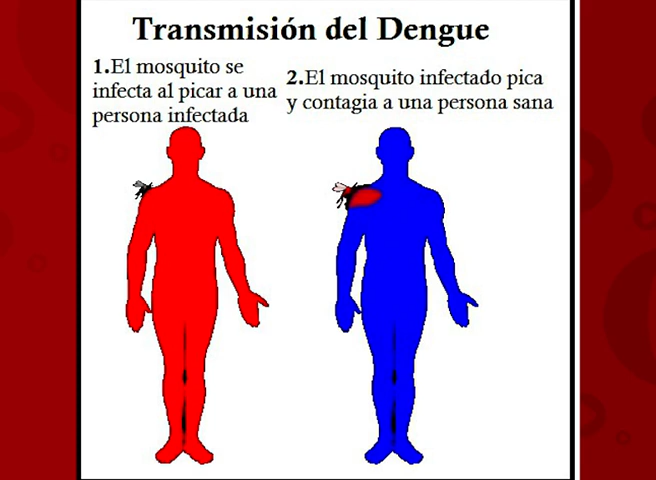 Transmisión del Dengue
1.El mosquito se
infecta al picar a una
persona infectada
2.El mosquito infectado pica
y contagia a una persona sana